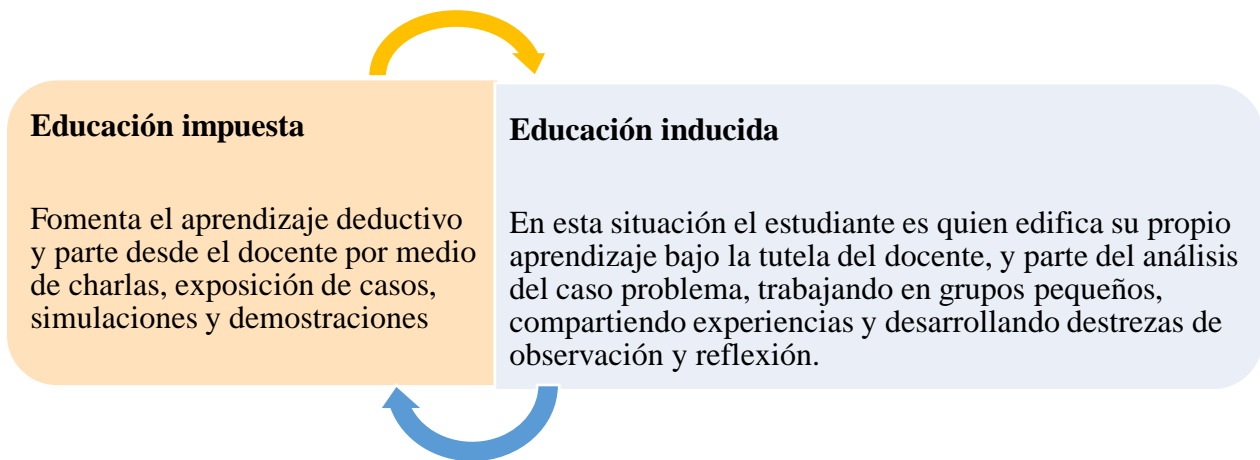 Educación impuesta
Fomenta el aprendizaje deductivo
y parte desde el docente por medio
de charlas, exposición de casos,
simulaciones y demostraciones
Educación inducida
En esta situación el estudiante es quien edifica su propio
aprendizaje bajo la tutela del docente, y parte del análisis
del caso problema, trabajando en grupos pequeños,
compartiendo experiencias y desarrollando destrezas de
observación y reflexión.